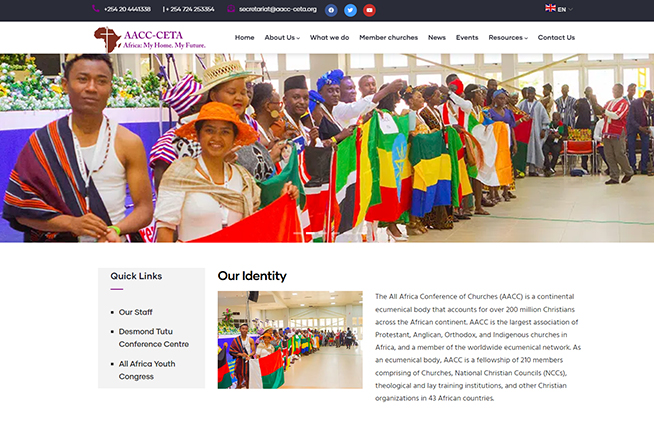 +254 20 4441338 | + 254 724 253354 secretariat@aacc-ceta.org EN
AACC-CETA
Africa: My Home. My Future.
Home About Us What we do Member churches News Events Resources Contact Us
Quick Links
Our Staff
Desmond Tutu
Conference Centre
All Africa Youth
Congress
Our Identity
The All Africa Conference of Churches (AACC) is a continental
ecumenical body that accounts for over 200 million Christians
across the African continent. AACC is the largest association of
Protestant, Anglican, Orthodox, and Indigenous churches in
Africa, and a member of the worldwide ecumenical network. As
an ecumenical body, AACC is a fellowship of 210 members
comprising of Churches, National Christian Councils (NCCs),
theological and lay training institutions, and other Christian
organizations in 43 African countries.